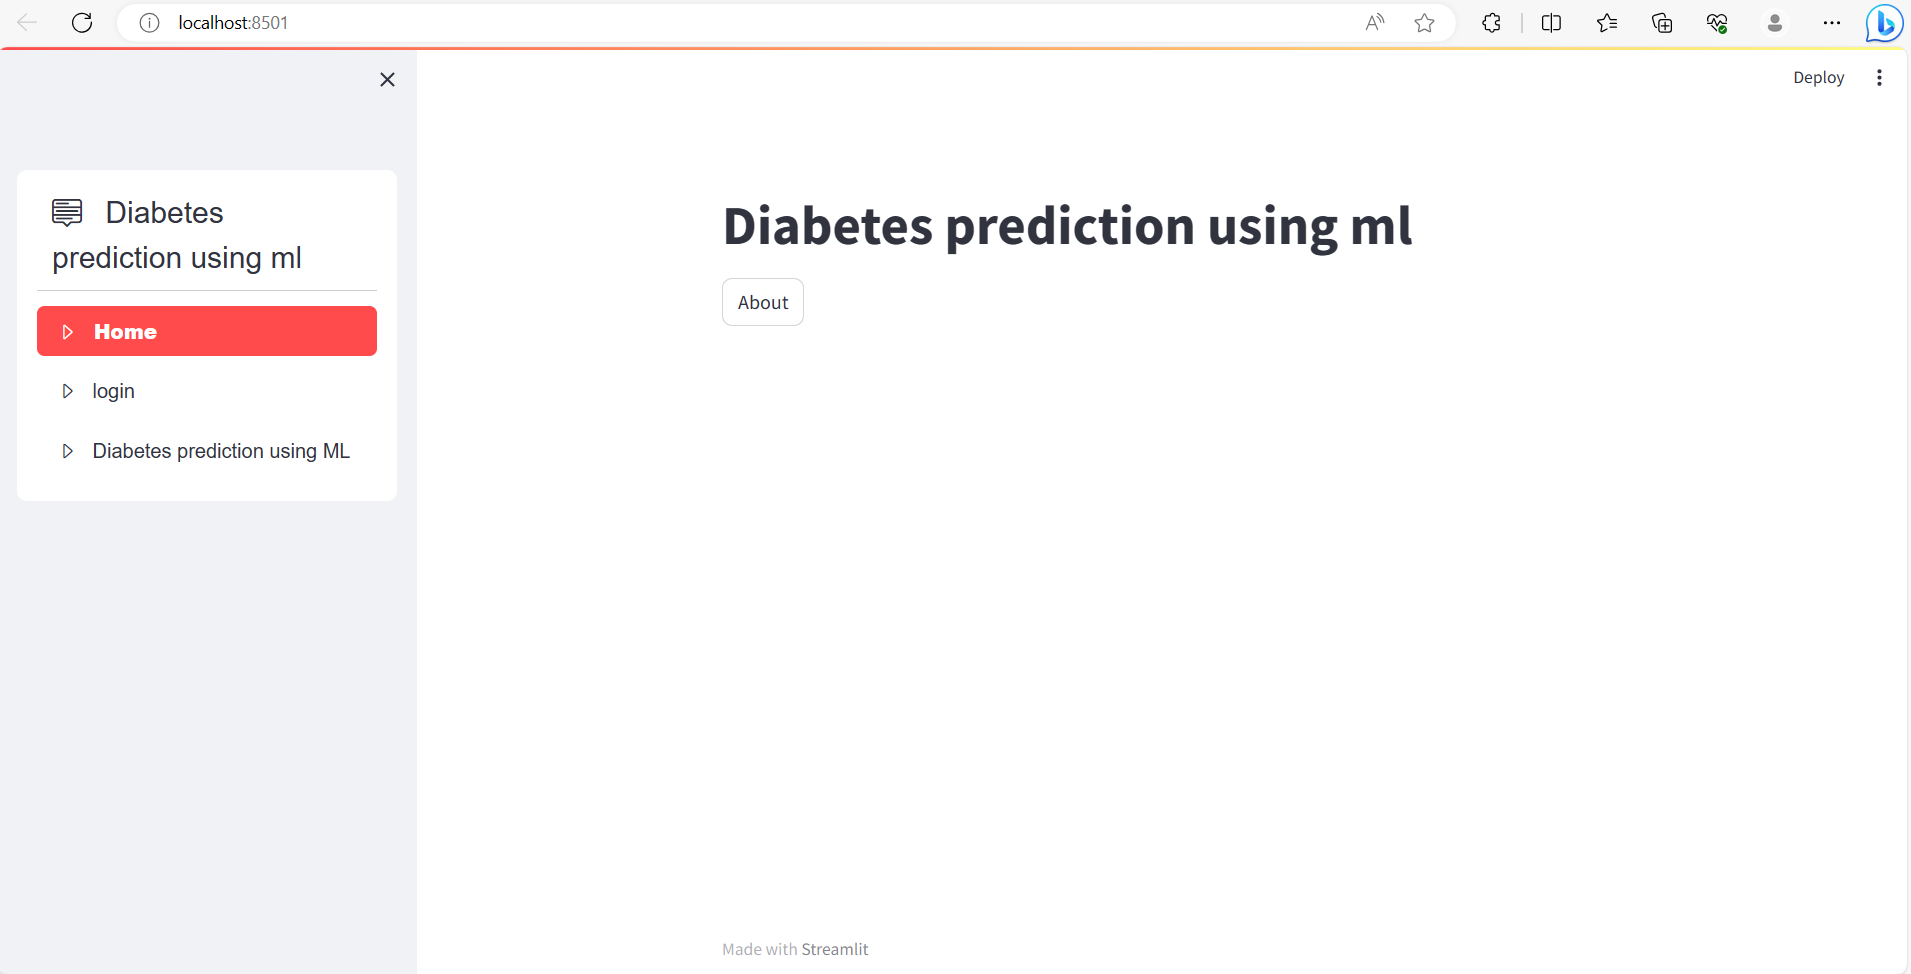 localhost:8501
Deploy
Diabetes
prediction using ml
Home
login
Diabetes prediction using ML
Diabetes prediction using ml
About
Made with Streamlit